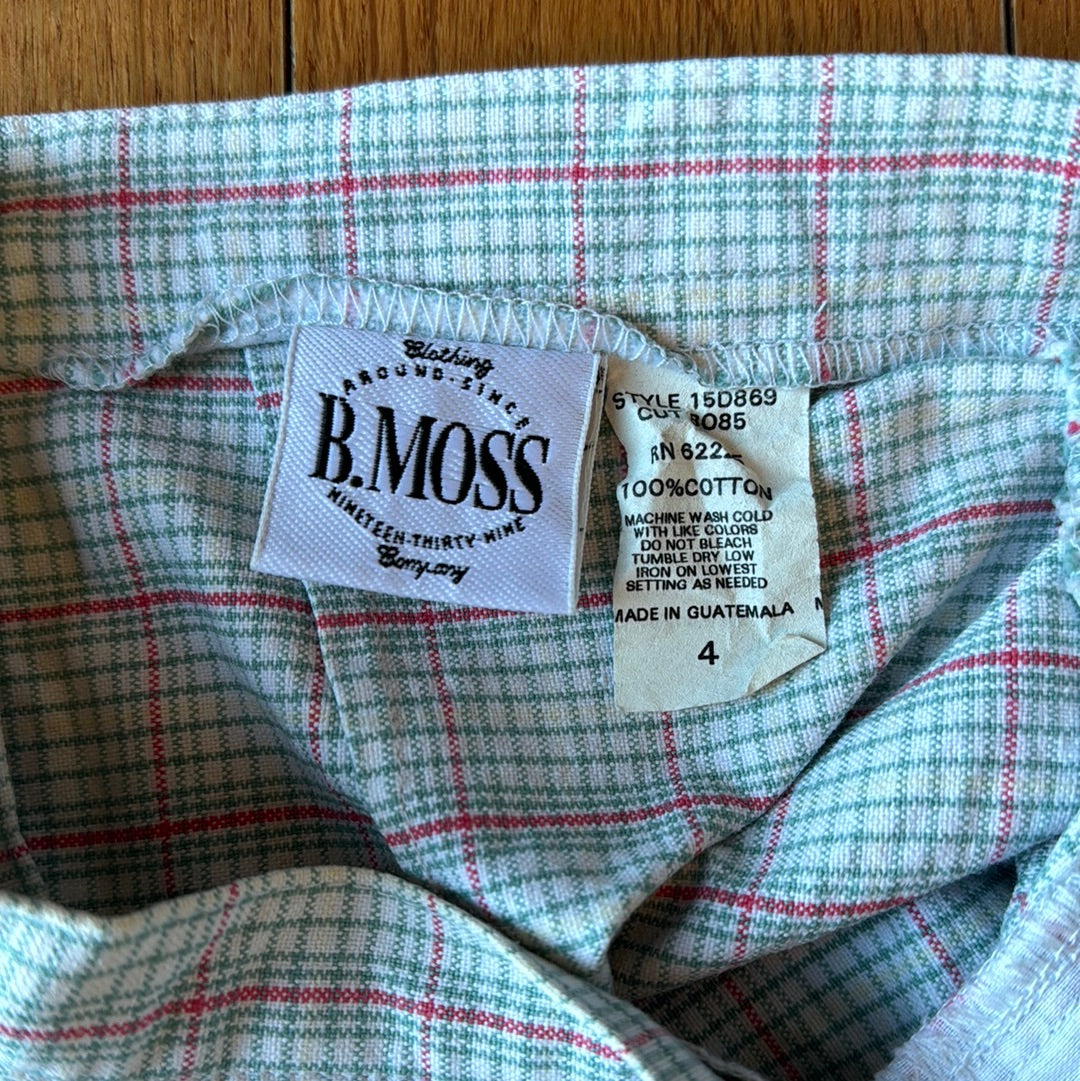 Clothing
AROUND·SINCE
B.MOSS
NINETEEN·THIRTY·NINE
Company
STYLE 15D869
CUT 8085
RN
100%COTTON
MACHINE WASH COLD
WITH LIKE COLORS
DO NOT BLEACH
TUMBLE DRY LOW
IRON ON LOWEST
SETTING AS NEEDED
MADE IN GUATEMALA
4